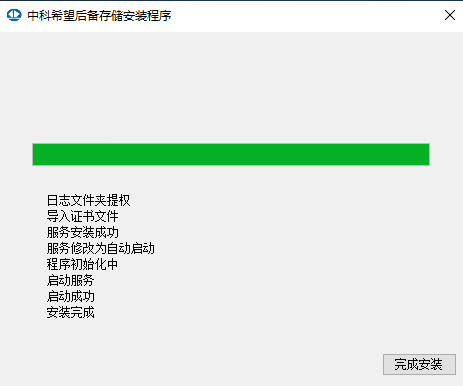 中科希望后备存储安装程序
日志文件夹提权
导入证书文件
服务安装成功
服务修改为自动启动
程序初始化中
启动服务
启动成功
安装完成
完成安装